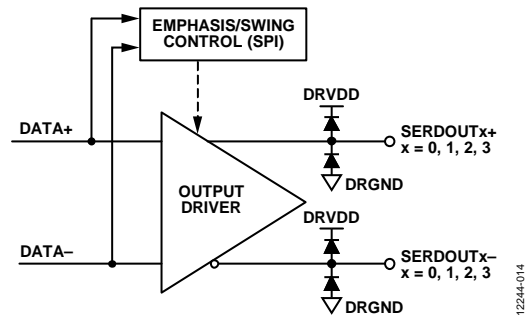 EMPHASIS/SWING
CONTROL (SPI)
DRVDD
DATA+
SERDOUTx+
x = 0, 1, 2, 3
DRGND
OUTPUT
DRIVER
DRVDD
DATA–
SERDOUTx–
x = 0, 1, 2, 3
DRGND
12244-014